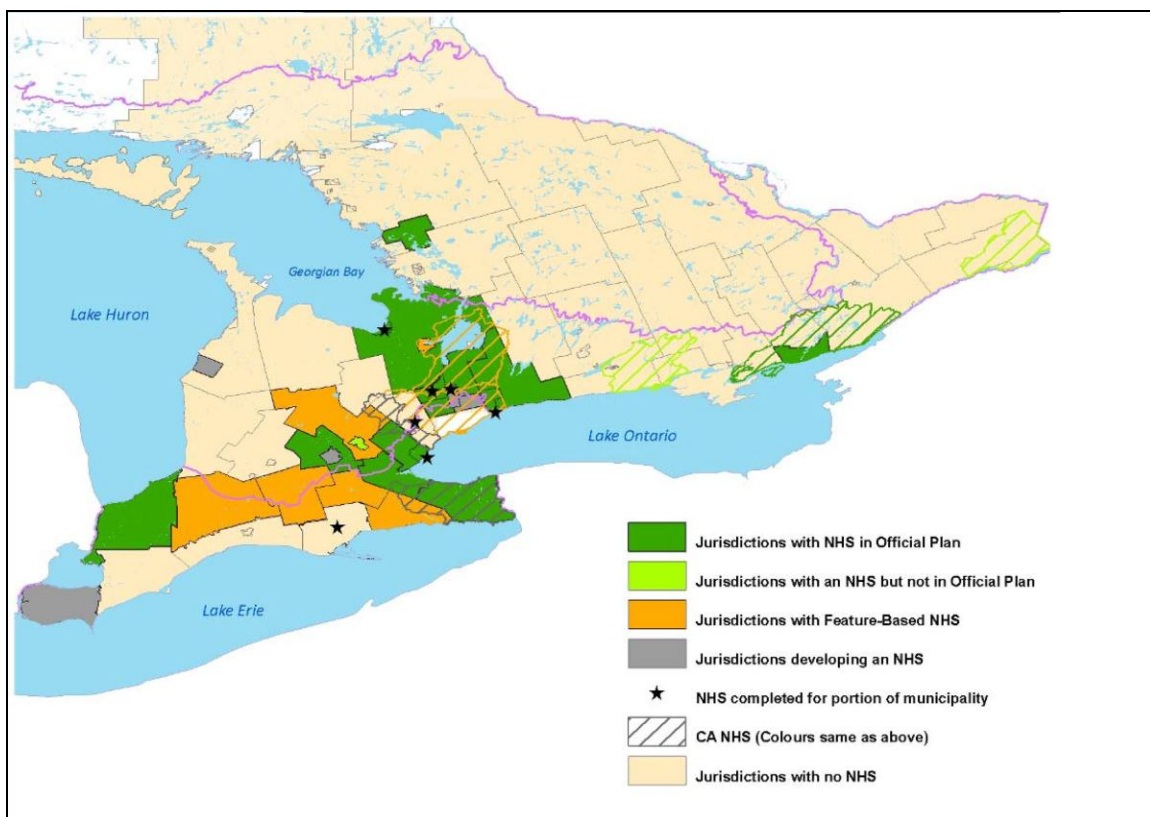 Georgian Bay
Lake Huron
Lake Ontario
Lake Erie
Jurisdictions with NHS in Official Plan
Jurisdictions with an NHS but not in Official Plan
Jurisdictions with Feature-Based NHS
Jurisdictions developing an NHS
NHS completed for portion of municipality
CA NHS (Colours same as above)
Jurisdictions with no NHS